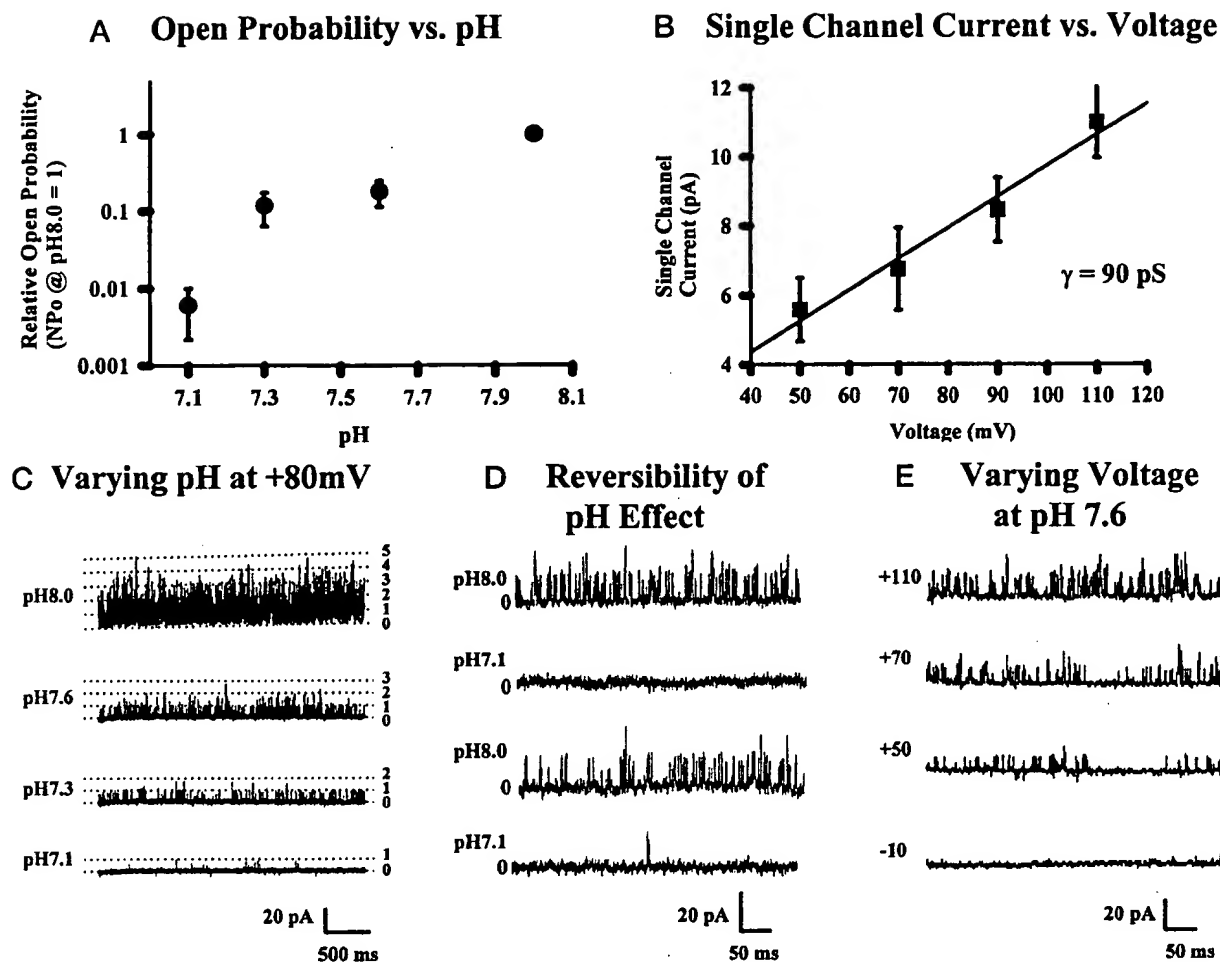 A Open Probability vs. pH
Relative Open Probability
(NPo @ pH8.0 = 1)
1
0.1
0.01
0.001
7.1 7.3 7.5 7.7 7.9 8.1
pH
B Single Channel Current vs. Voltage
Single Channel
Current (pA)
12
10
8
6
4
γ = 90 pS
40 50 60 70 80 90 100 110 120
Voltage (mV)
C Varying pH at +80mV
pH8.0
5
4
3
2
1
0
pH7.6
3
2
1
0
pH7.3
2
1
0
pH7.1
1
0
20 pA
500 ms
D Reversibility of
pH Effect
pH8.0
0
pH7.1
0
pH8.0
0
pH7.1
0
20 pA
50 ms
E Varying Voltage
at pH 7.6
+110
+70
+50
-10
20 pA
50 ms